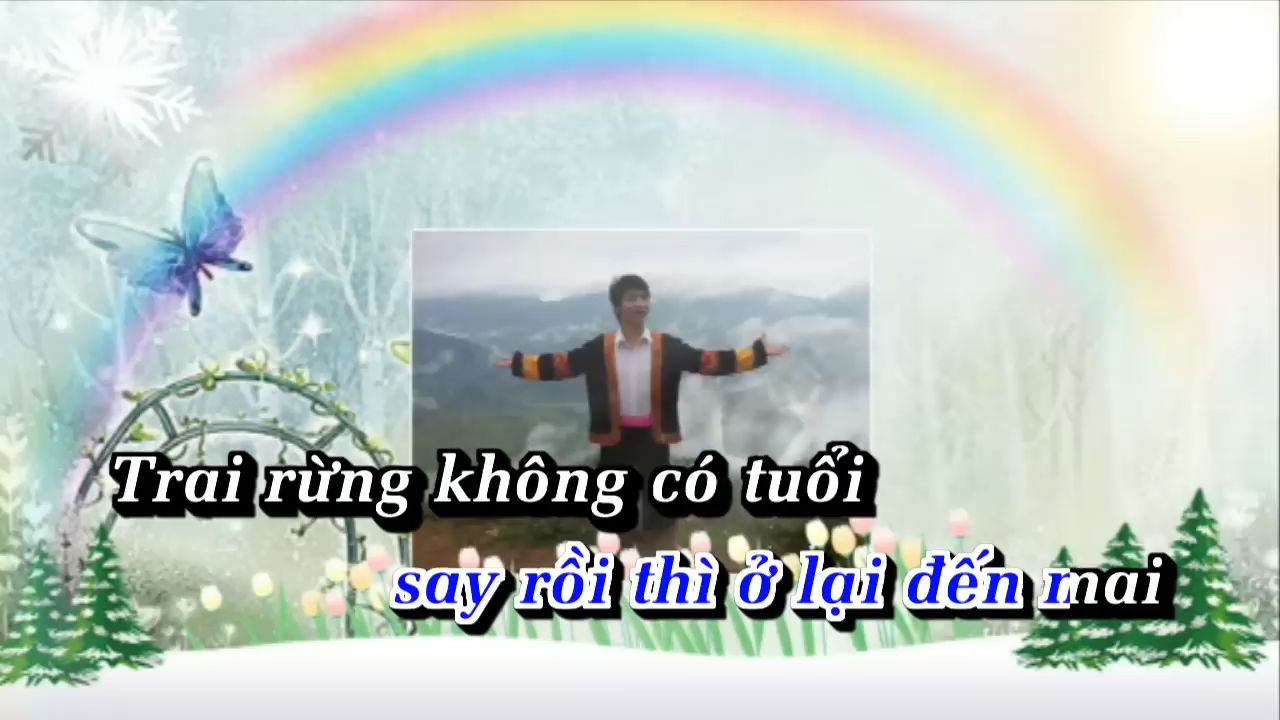 Trai rừng không có tuổi
say rồi thì ở lại đến mai